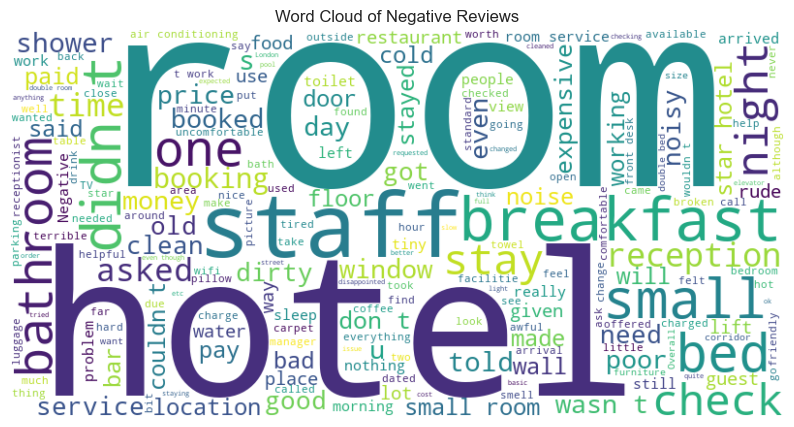 Word Cloud of Negative Reviews
shower
air conditioning
food
restaurant
outside
worth
room service
available
arrived
work
back
say
London
cold
checking
cleaned
never
paid
wait
close
t work
use
toilet
people
checked
view
size
time
price
minute
put
door
day
stayed
even
expensive
working
star hotel
night
room
didn t
wanted
well
said
booked
uncomfortable
found
left
going
changed
noisy
front desk
help
although
one
booking
bath
got
went
requested
standard
open
double bed
wouldn t
came
broken
call
rude
elevator
bathroom
Negative
receptionist
parking
table
drink
TV
star
needed
area
used
nice
make
money
floor
think
full
noise
comfortable
terrible
around
old
picture
tired
take
hour
tiny
better
slow
staff
breakfast
order
helpful
clean
even though
wifi
pillow
towel
stay
reception
asked
dirty
window
facilitie
feel
way
will
change
ask
felt
bedroom
hot
ok
tried
due
etc
street
disappointed
took
really
far
hard
want
couldn t
charge
water
sleep
coffee
light
find
look
see
given
awful
offered
charged
small
luggage
problem
bar
manager
carpet
everything
don t
issue
two
made
arrival
need
lift
corridor
little
Overall
go
friendly
hotel
much
thing
bit
pay
bad
place
nothing
u
dated
told
wall
poor
furniture
quite
bed
staying
called
lot
cost
basic
smell
still
guest
service
location
good
morning
small room
wasn t
check
double room
anything
pool
expected